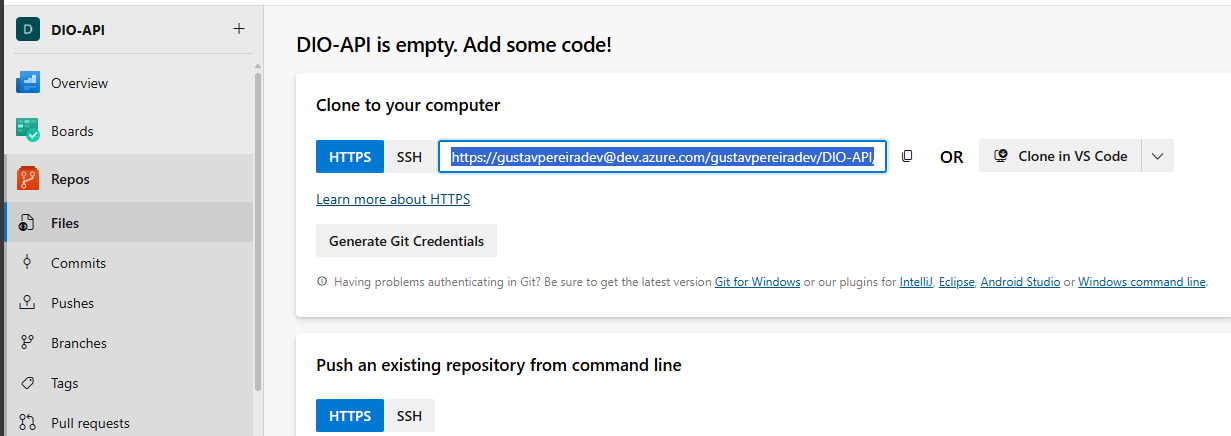 D DIO-API +
Overview
Boards
Repos
Files
Commits
Pushes
Branches
Tags
Pull requests
DIO-API is empty. Add some code!
Clone to your computer
HTTPS SSH https://gustavpereiradev@dev.azure.com/gustavpereiradev/DIO-API/ OR Clone in VS Code
Learn more about HTTPS
Generate Git Credentials
Having problems authenticating in Git? Be sure to get the latest version Git for Windows or our plugins for IntelliJ, Eclipse, Android Studio or Windows command line.
Push an existing repository from command line
HTTPS SSH